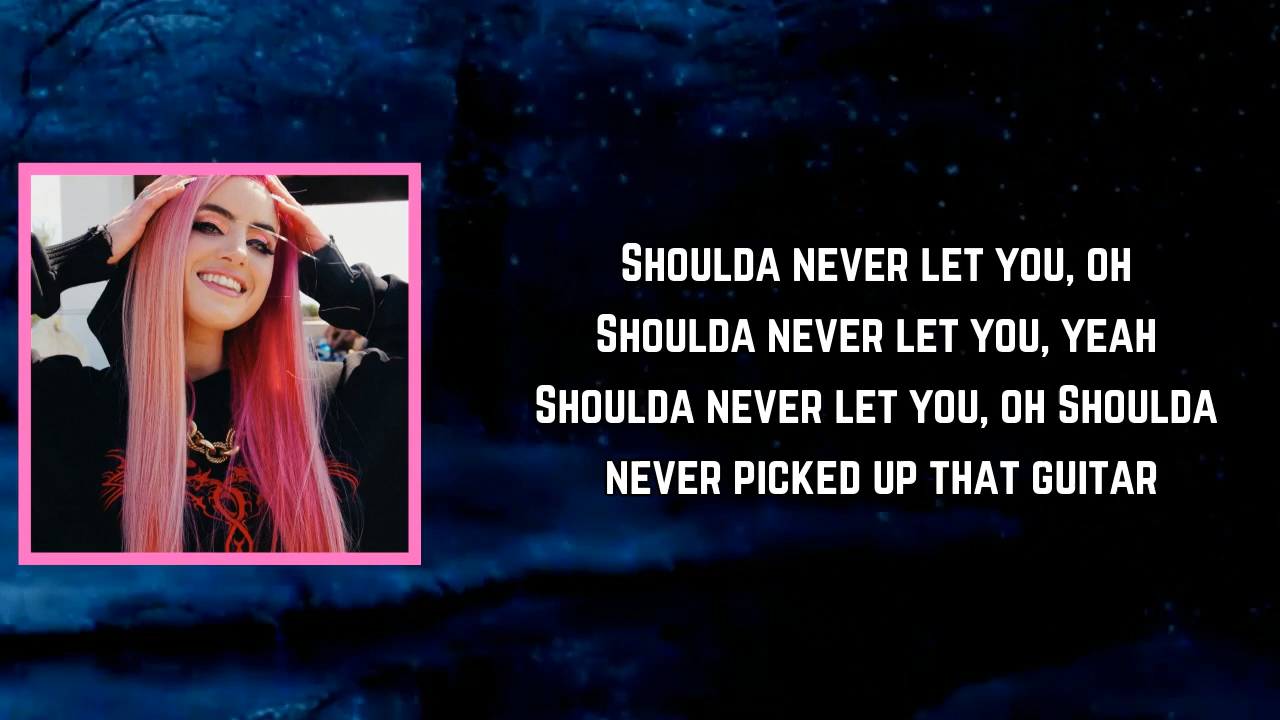 Shoulda never let you, oh
Shoulda never let you, yeah
Shoulda never let you, oh Shoulda
never picked up that guitar